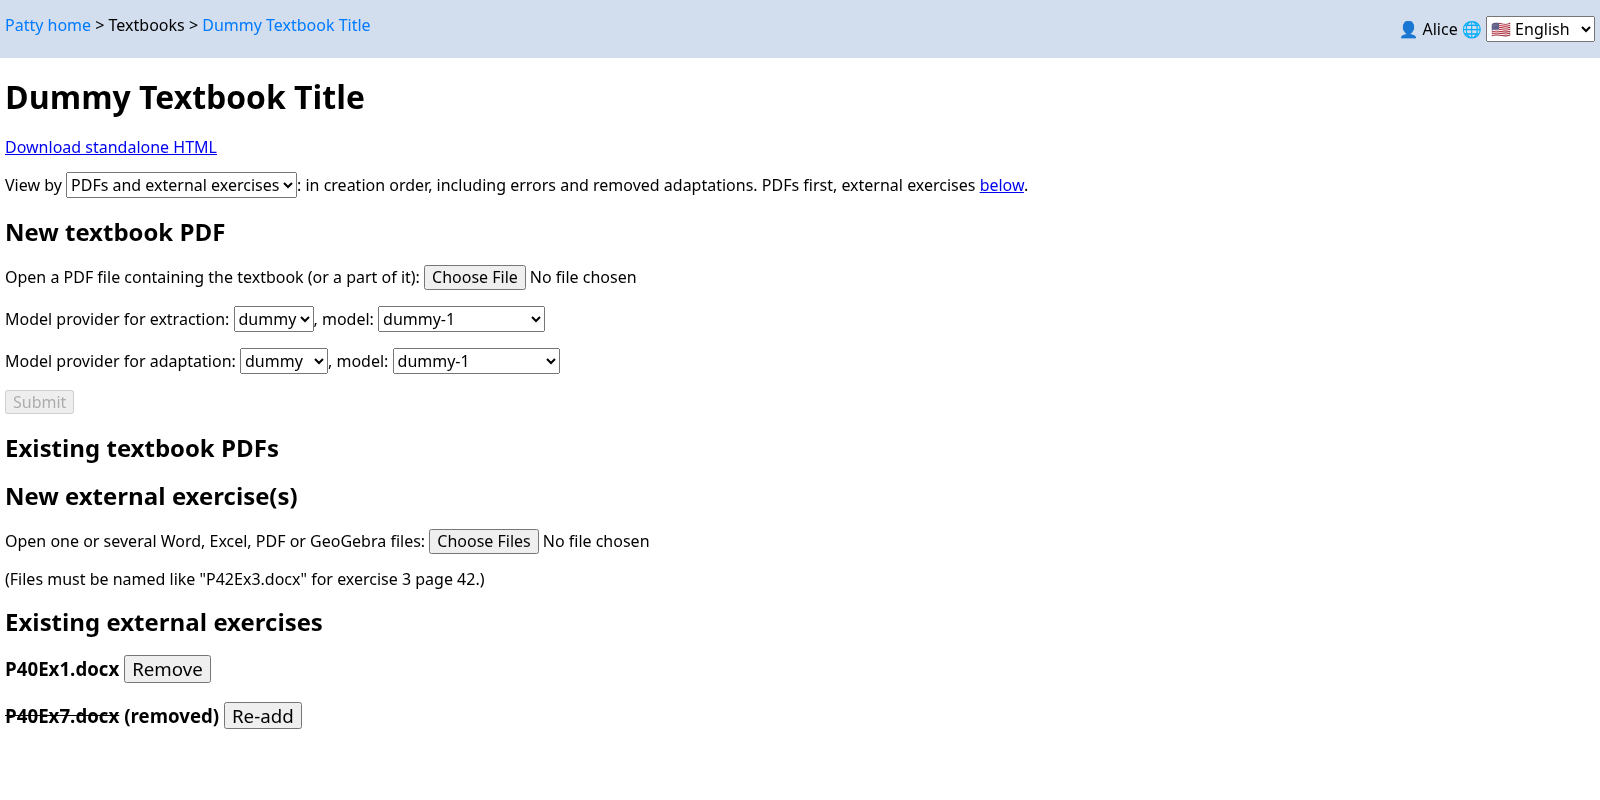 Patty home > Textbooks > Dummy Textbook Title
👤 Alice 🌐 🇺🇸 English
Dummy Textbook Title
Download standalone HTML
View by PDFs and external exercises: in creation order, including errors and removed adaptations. PDFs first, external exercises below.
New textbook PDF
Open a PDF file containing the textbook (or a part of it): Choose File No file chosen
Model provider for extraction: dummy, model: dummy-1
Model provider for adaptation: dummy, model: dummy-1
Submit
Existing textbook PDFs
New external exercise(s)
Open one or several Word, Excel, PDF or GeoGebra files: Choose Files No file chosen
(Files must be named like "P42Ex3.docx" for exercise 3 page 42.)
Existing external exercises
P40Ex1.docx Remove
P40Ex7.docx (removed) Re-add